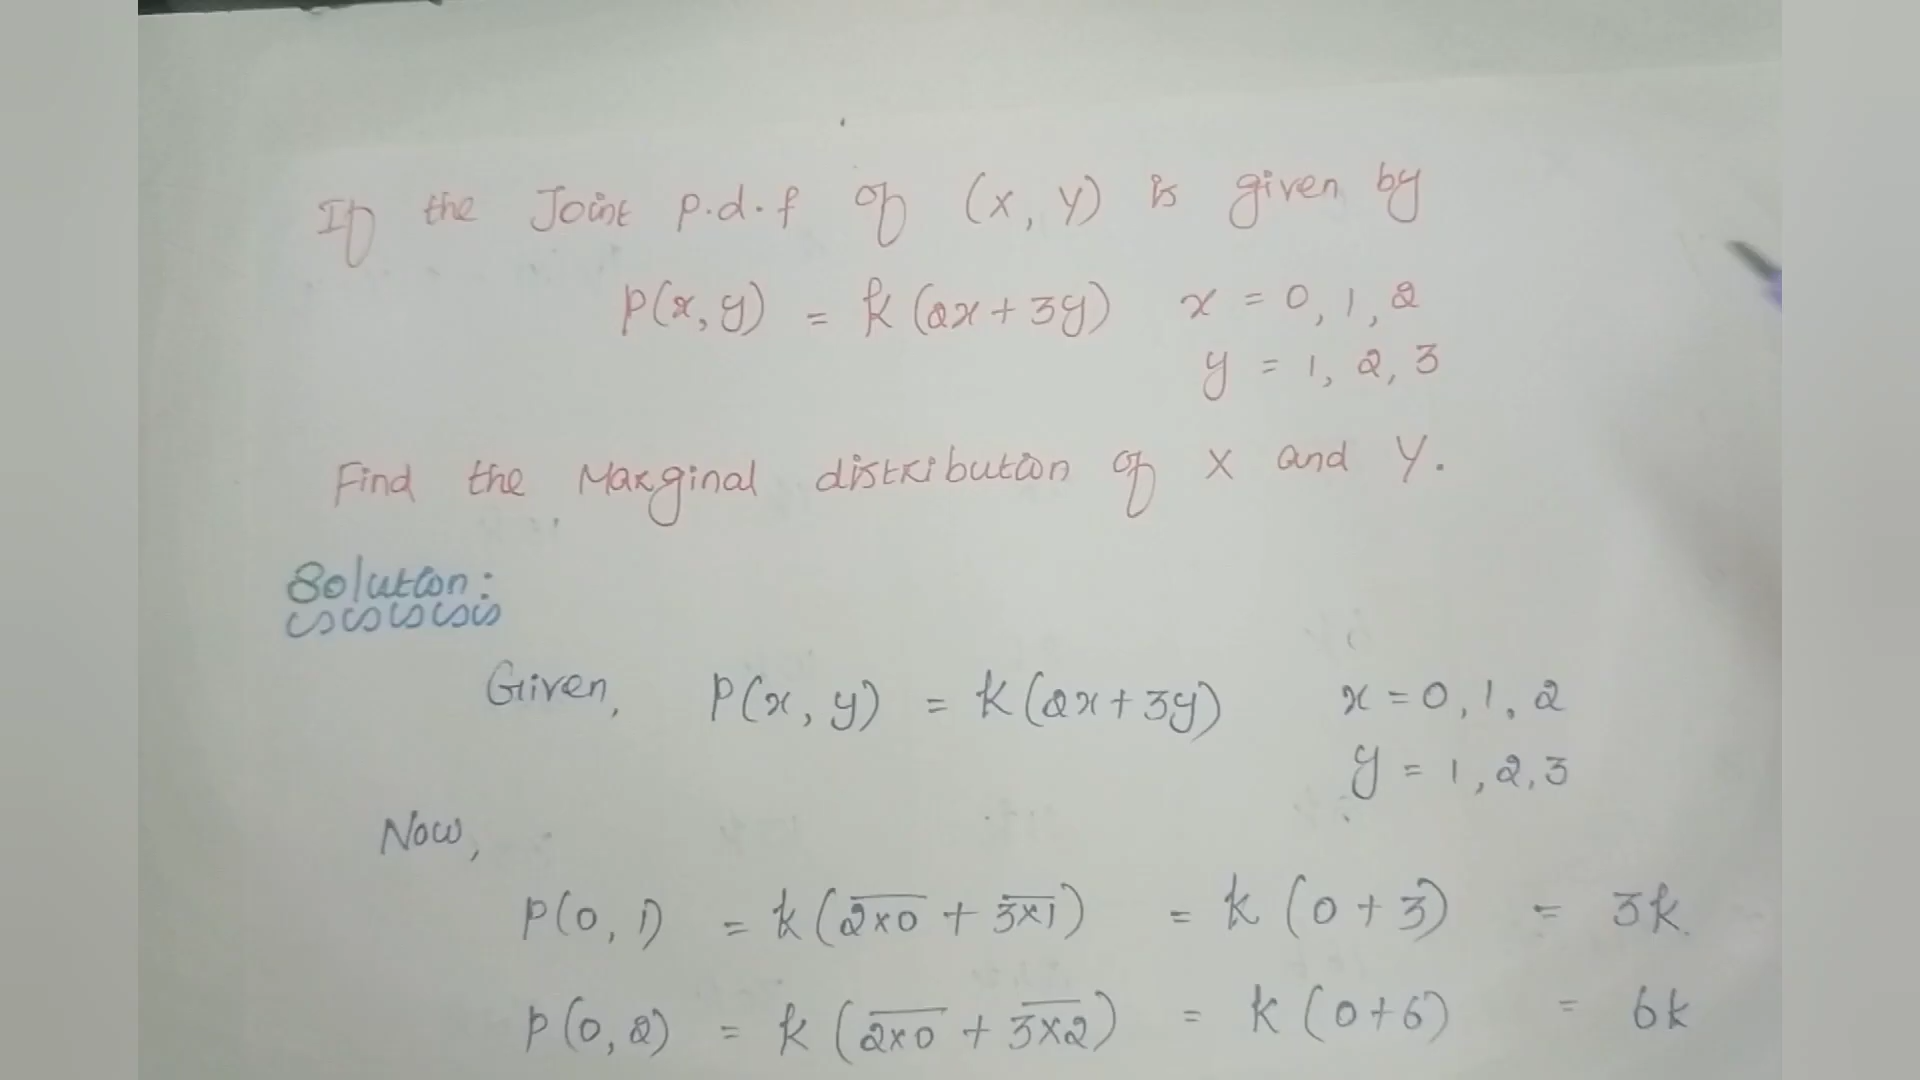 If the Joint p.d.f of (X, Y) is given by
P(x, y) = k (2x + 3y) x = 0, 1, 2
y = 1, 2, 3
Find the Marginal distribution of X and Y.
Solution:
Given, P(x, y) = k (2x + 3y) x = 0, 1, 2
y = 1, 2, 3
Now,
P(0, 1) = k (2×0 + 3×1) = k (0 + 3) = 3k
P(0, 2) = k (2×0 + 3×2) = k (0+6) = 6k